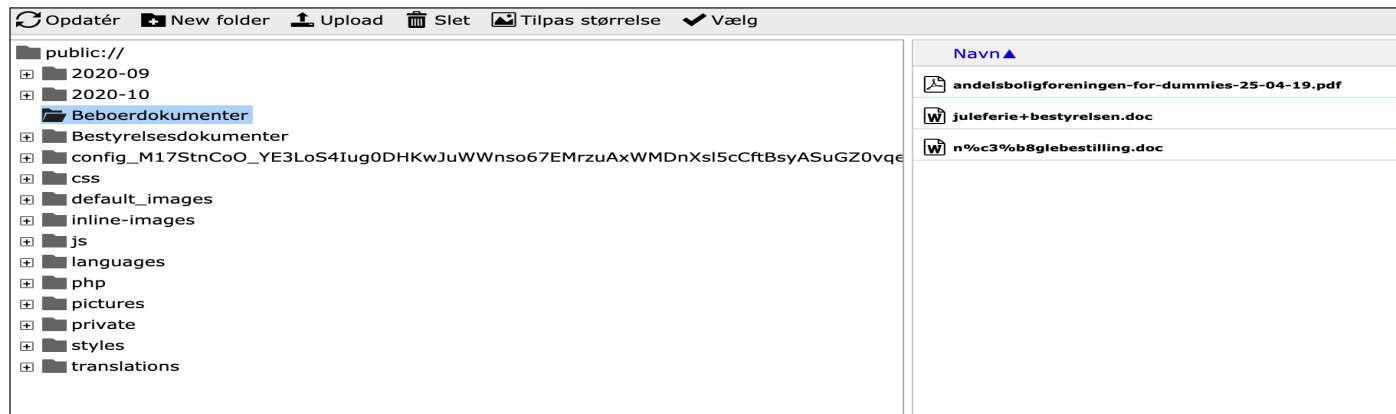 Opdatér New folder Upload Slet Tilpas størrelse Vælg
public://
2020-09
2020-10
Beboerdokumenter
Bestyrelsesdokumenter
config_M17StnCoO_YE3LoS4Iug0DHKwJuWWnso67EMrzuAxWMDnXsl5cCftBsyASuGZ0vqe
css
default_images
inline-images
js
languages
php
pictures
private
styles
translations
Navn▲
andelsboligforeningen-for-dummies-25-04-19.pdf
juleferie+bestyrelsen.doc
n%c3%b8glebestilling.doc